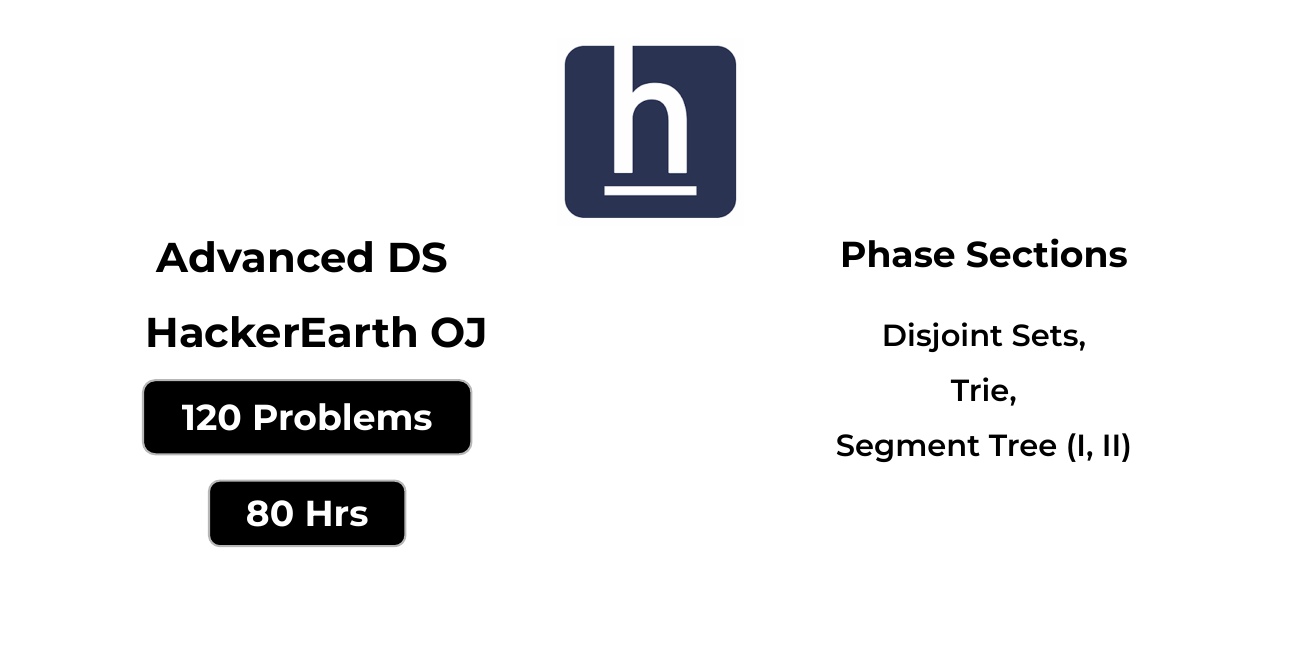 h
Advanced DS
HackerEarth OJ
120 Problems
80 Hrs
Phase Sections
Disjoint Sets,
Trie,
Segment Tree (I, II)